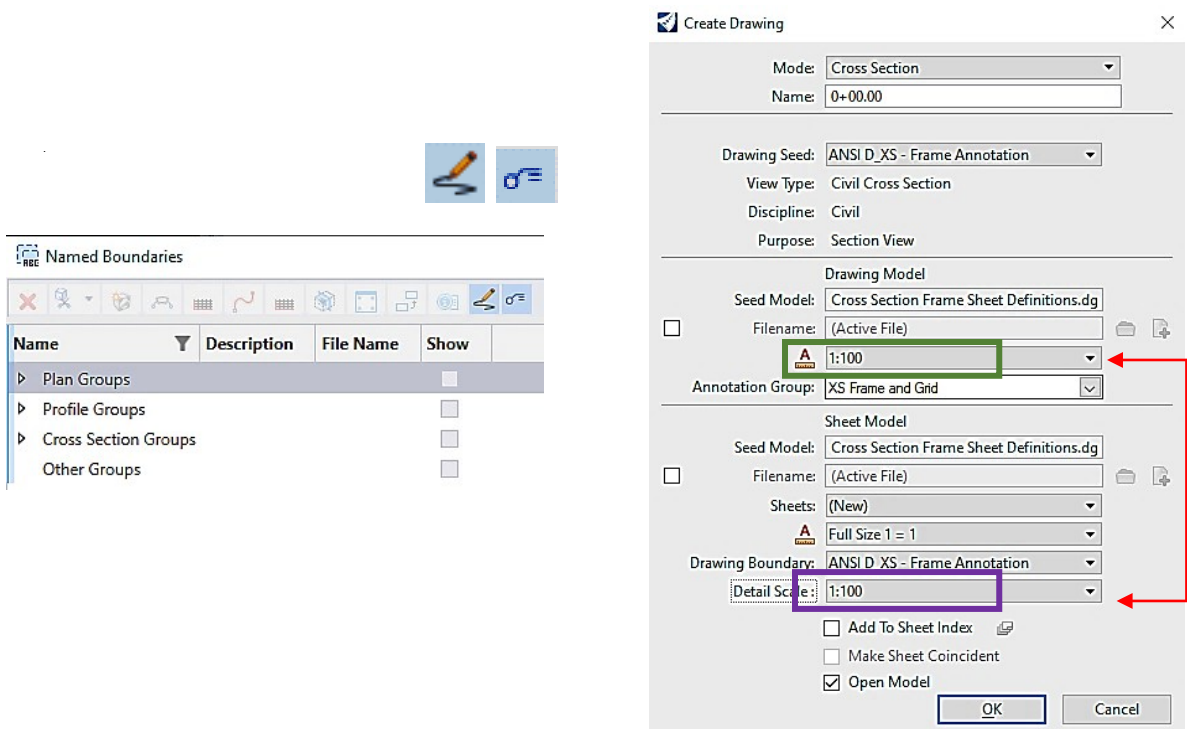 Named Boundaries
ABC
Name Description File Name Show
Plan Groups
Profile Groups
Cross Section Groups
Other Groups
Create Drawing
Mode: Cross Section
Name: 0+00.00
Drawing Seed: ANSI D_XS - Frame Annotation
View Type: Civil Cross Section
Discipline: Civil
Purpose: Section View
Drawing Model
Seed Model: Cross Section Frame Sheet Definitions.dg
Filename: (Active File)
A 1:100
Annotation Group: XS Frame and Grid
Sheet Model
Seed Model: Cross Section Frame Sheet Definitions.dg
Filename: (Active File)
Sheets: (New)
A Full Size 1 = 1
Drawing Boundary: ANSI D_XS - Frame Annotation
Detail Scale: 1:100
Add To Sheet Index
Make Sheet Coincident
Open Model
OK Cancel